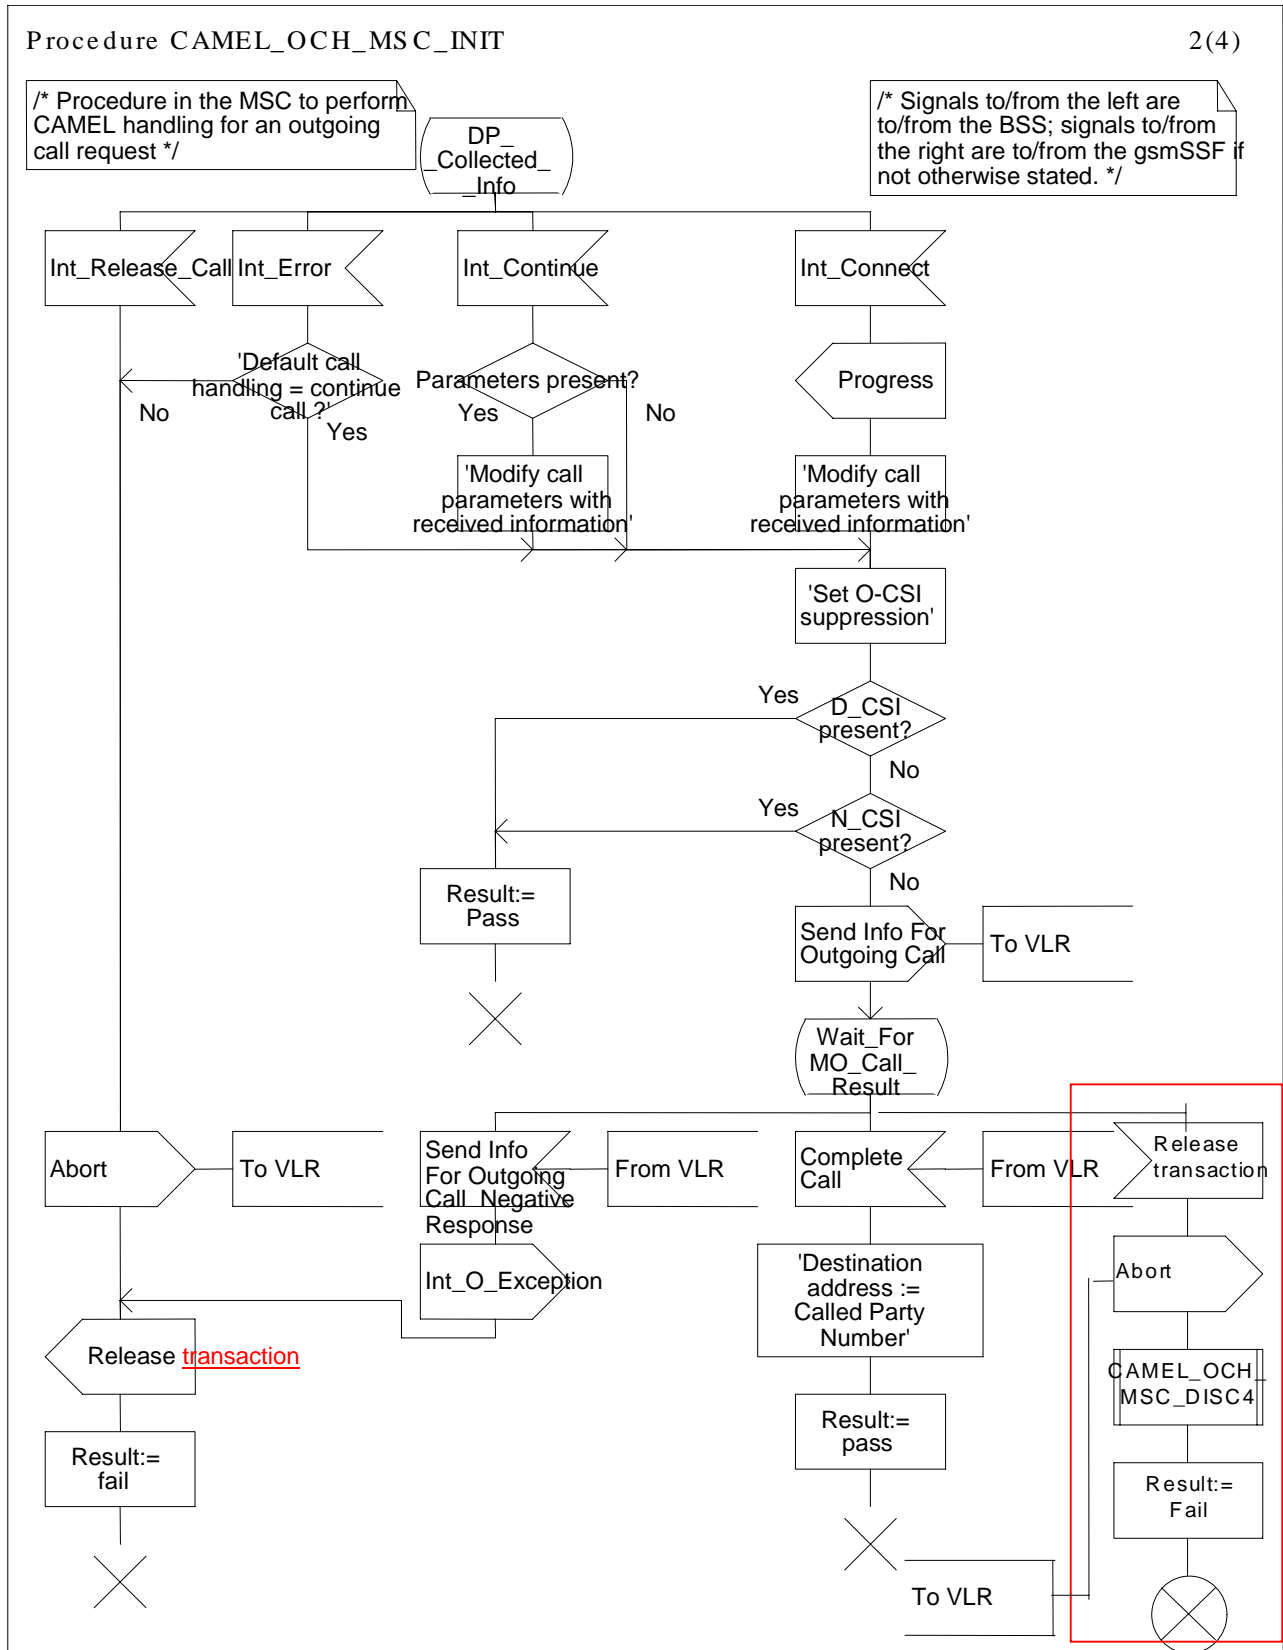 Procedure CAMEL_OCH_MSC_INIT
2(4)
/* Procedure in the MSC to perform
CAMEL handling for an outgoing
call request */
/* Signals to/from the left are
to/from the BSS; signals to/from
the right are to/from the gsmSSF if
not otherwise stated. */
DP_
_Collected_
_Info
Int_Release_Call
Int_Error
Int_Continue
Int_Connect
'Default call
handling = continue
call ?'
No
Yes
Parameters present?
Yes
No
Progress
'Modify call
parameters with
received information'
'Modify call
parameters with
received information'
'Set O-CSI
suppression'
Yes
D_CSI
present?
No
Yes
N_CSI
present?
No
Result:=
Pass
Send Info For
Outgoing Call
To VLR
Wait_For
MO_Call_
Result
Abort
To VLR
Send Info
For Outgoing
Call_Negative
Response
From VLR
Complete
Call
From VLR
Release
transaction
Int_O_Exception
'Destination
address :=
Called Party
Number'
Abort
Release transaction
CAMEL_OCH_
MSC_DISC4
Result:=
fail
Result:=
pass
Result:=
Fail
To VLR